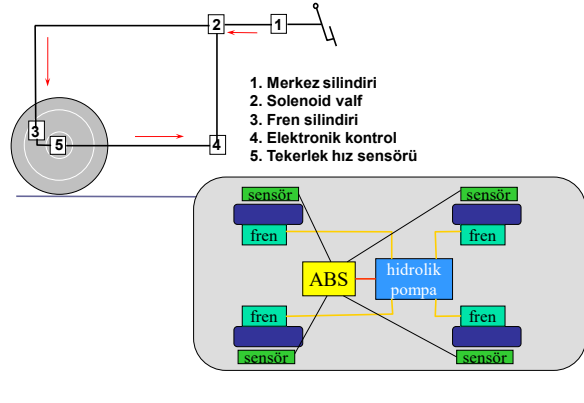 2
1
1. Merkez silindiri
2. Solenoid valf
3. Fren silindiri
4. Elektronik kontrol
5. Tekerlek hız sensörü
3
5
4
sensör
sensör
fren
fren
ABS
hidrolik
pompa
fren
fren
sensör
sensör